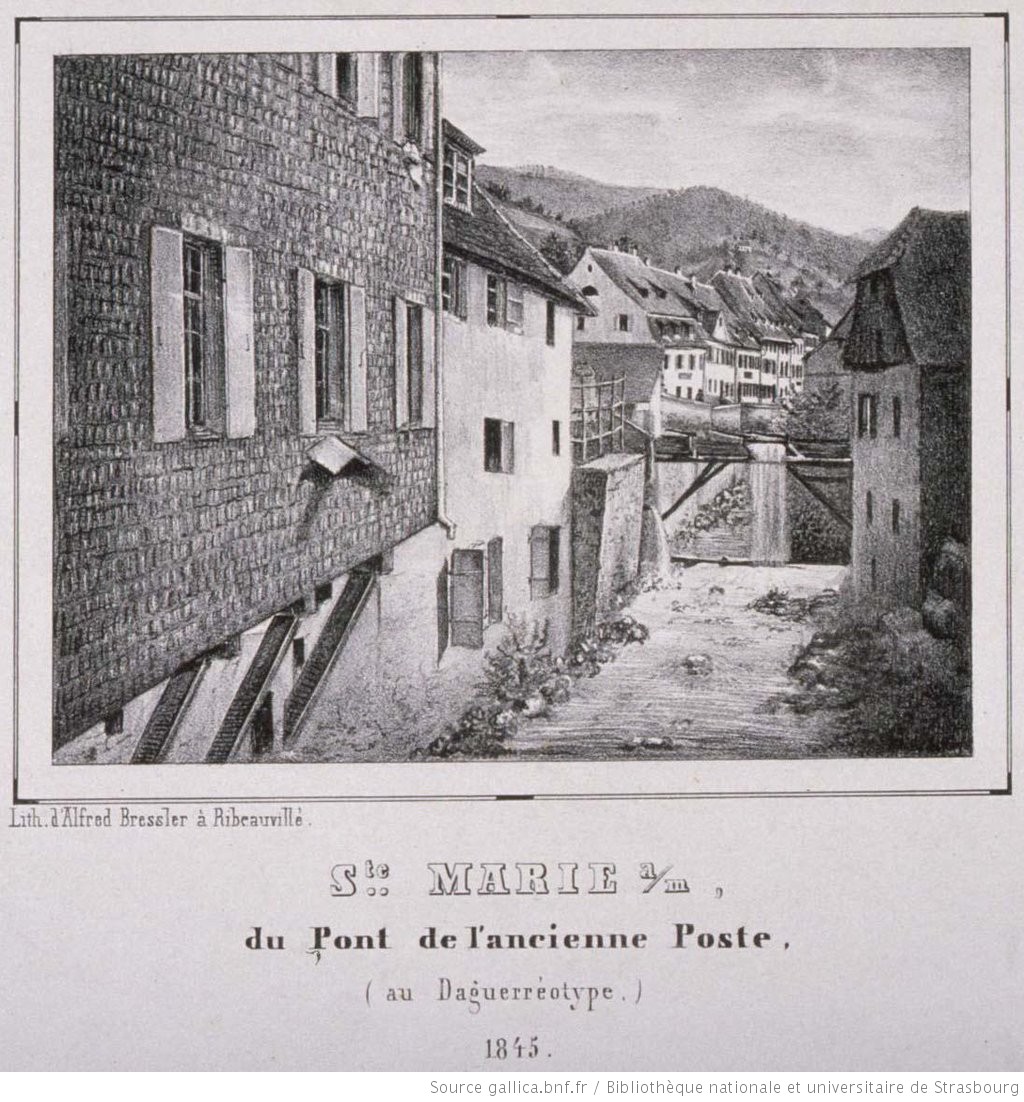 Lith. d'Alfred Bressler à Ribeauvillé.
Ste. MARIE a/m,
du Pont de l'ancienne Poste,
(au Daguerréotype.)
1845.
Source gallica.bnf.fr / Bibliothèque nationale et universitaire de Strasbourg